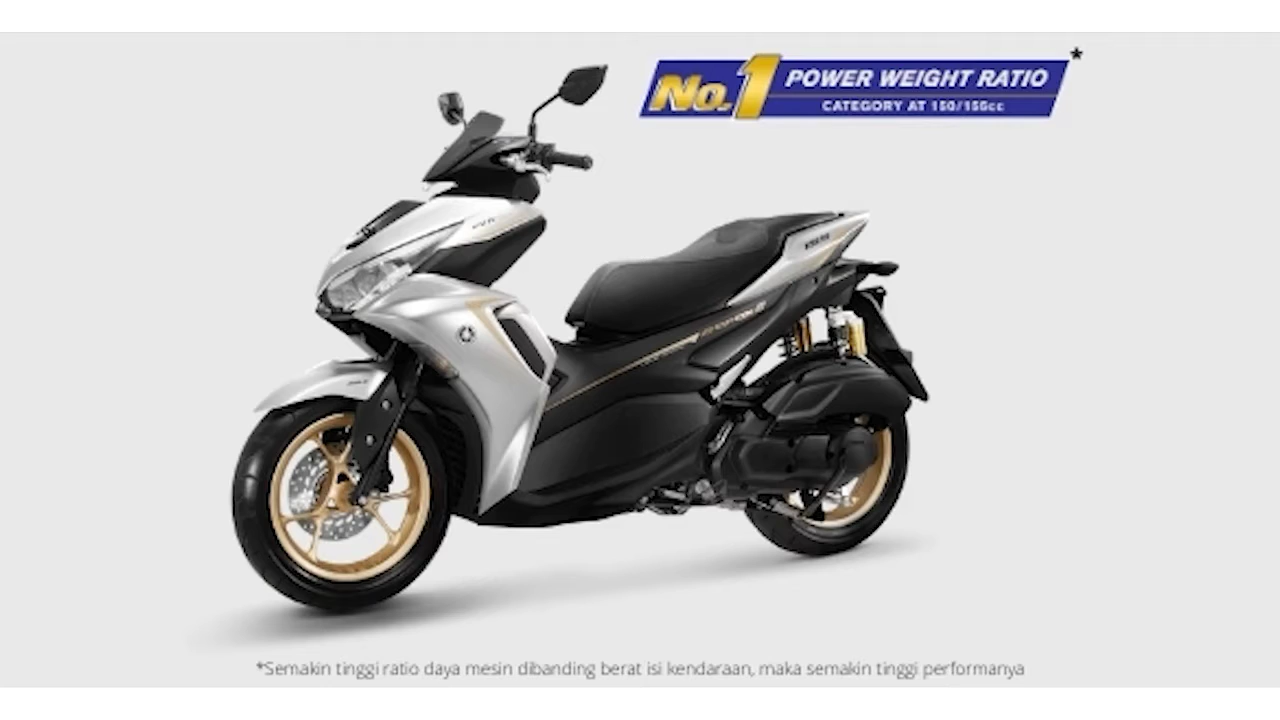 No.1 POWER WEIGHT RATIO *
CATEGORY AT 150/155cc
*Semakin tinggi ratio daya mesin dibanding berat isi kendaraan, maka semakin tinggi performanya